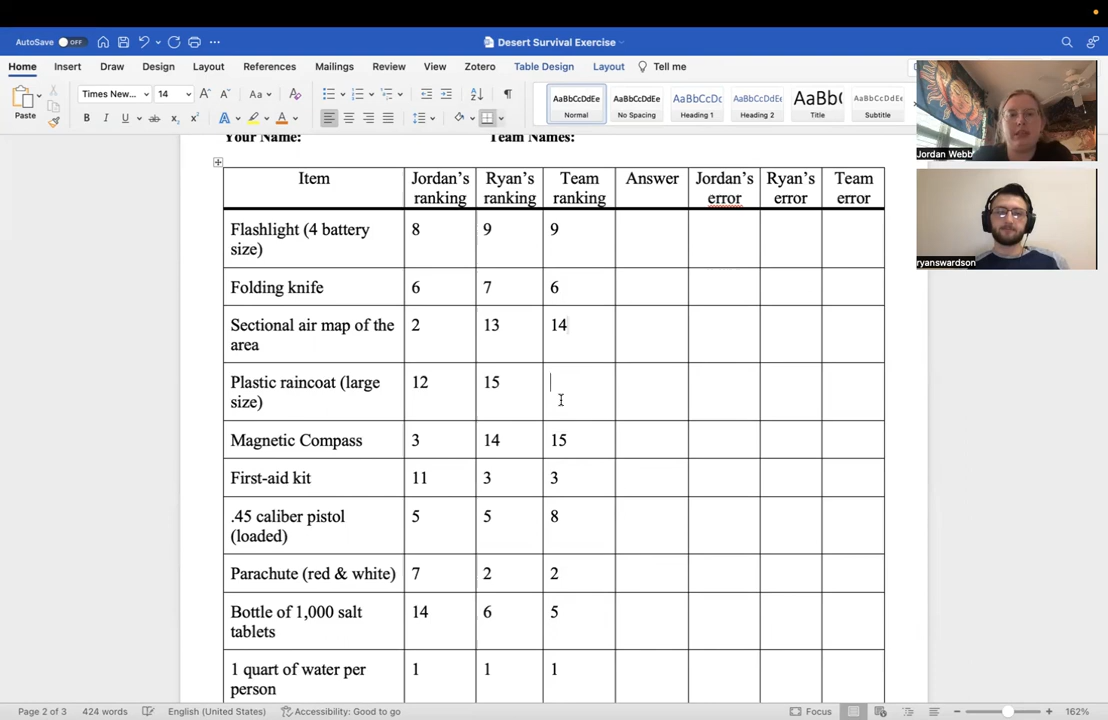 AutoSave OFF
Desert Survival Exercise
Home Insert Draw Design Layout References Mailings Review View Zotero Table Design Layout Tell me
Paste
Times New... 14
Aa
AaBbCcDdEe
Normal
AaBbCcDdEe
No Spacing
AaBbCcDc
Heading 1
AaBbCcDdEe
Heading 2
AaBbC
Title
AaBbCcDdEe
Subtitle
Jordan Webb
ryanswardson
Your Name: Team Names:
Item Jordan's ranking Ryan's ranking Team ranking Answer Jordan's error Ryan's error Team error
Flashlight (4 battery size) 8 9 9
Folding knife 6 7 6
Sectional air map of the area 2 13 14
Plastic raincoat (large size) 12 15
Magnetic Compass 3 14 15
First-aid kit 11 3 3
.45 caliber pistol (loaded) 5 5 8
Parachute (red & white) 7 2 2
Bottle of 1,000 salt tablets 14 6 5
1 quart of water per person 1 1 1
Page 2 of 3 424 words English (United States) Accessibility: Good to go Focus 162%